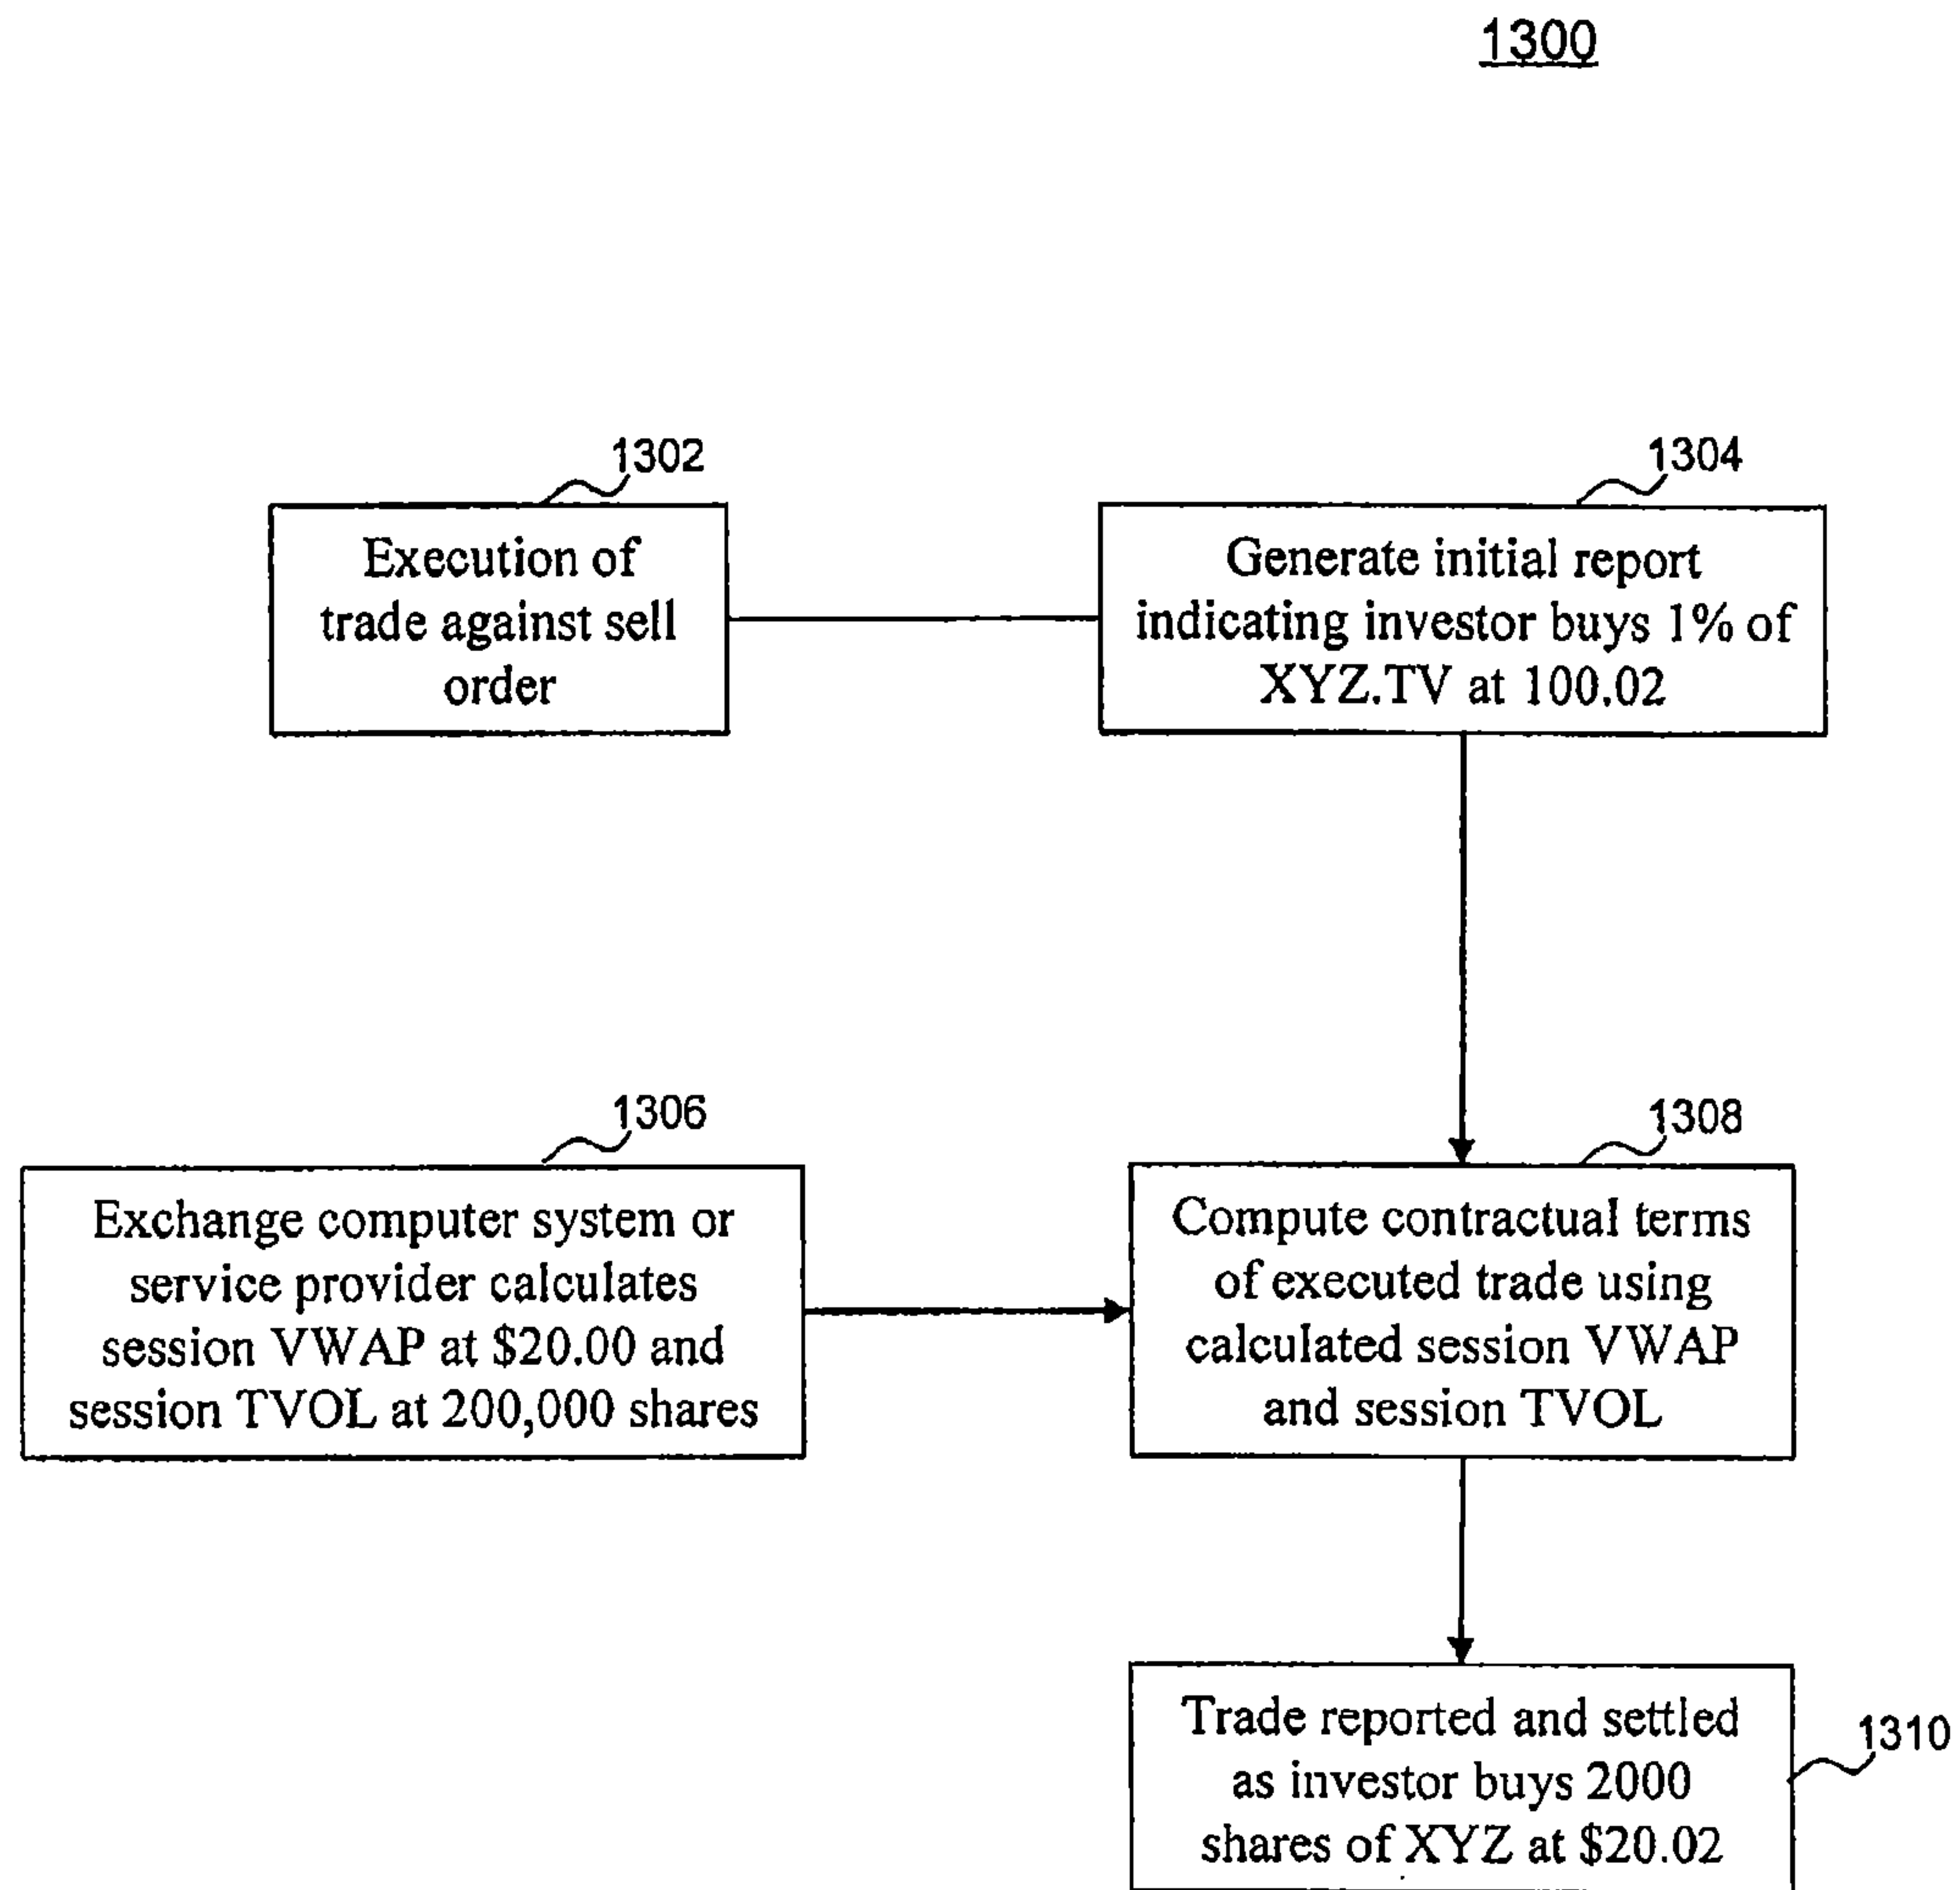 1300
1302
Execution of
trade against sell
order
1304
Generate initial report
indicating investor buys 1% of
XYZ.TV at 100.02
1306
Exchange computer system or
service provider calculates
session VWAP at $20.00 and
session TVOL at 200,000 shares
1308
Compute contractual terms
of executed trade using
calculated session VWAP
and session TVOL
Trade reported and settled
as investor buys 2000
shares of XYZ at $20.02
1310